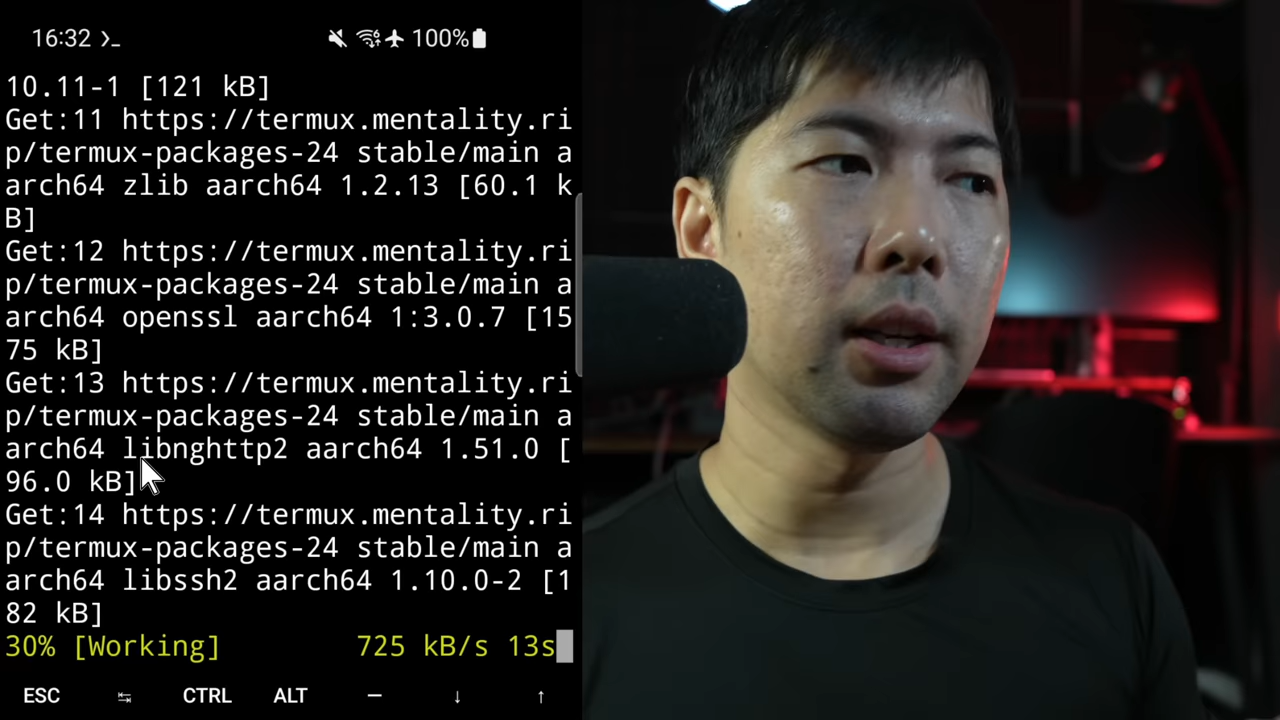 16:32 ❯_ 100%
10.11-1 [121 kB]
Get:11 https://termux.mentality.ri
p/termux-packages-24 stable/main a
arch64 zlib aarch64 1.2.13 [60.1 k
B]
Get:12 https://termux.mentality.ri
p/termux-packages-24 stable/main a
arch64 openssl aarch64 1:3.0.7 [15
75 kB]
Get:13 https://termux.mentality.ri
p/termux-packages-24 stable/main a
arch64 libnghttp2 aarch64 1.51.0 [
96.0 kB]
Get:14 https://termux.mentality.ri
p/termux-packages-24 stable/main a
arch64 libssh2 aarch64 1.10.0-2 [1
82 kB]
30% [Working] 725 kB/s 13s
ESC ↹ CTRL ALT – ↓ ↑